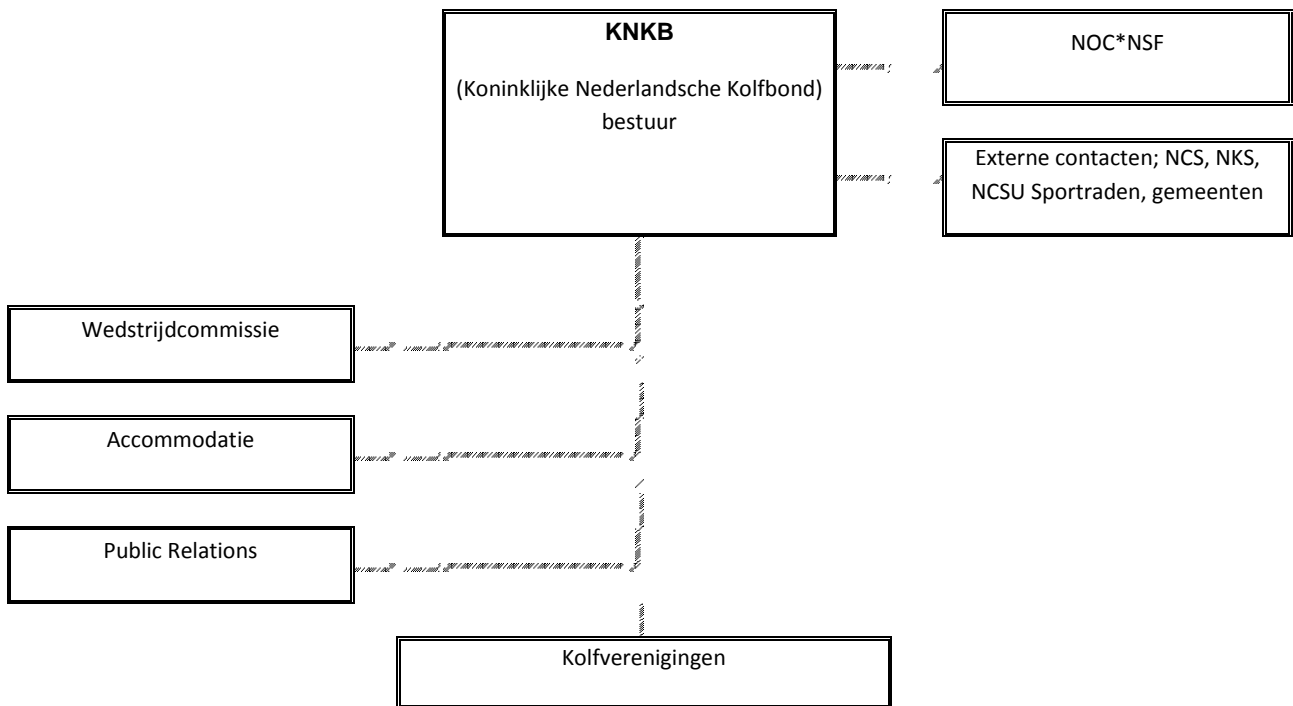 KNKB
(Koninklijke Nederlandsche Kolfbond)
bestuur
NOC*NSF
Externe contacten; NCS, NKS,
NCSU Sportraden, gemeenten
Wedstrijdcommissie
Accommodatie
Public Relations
Kolfverenigingen